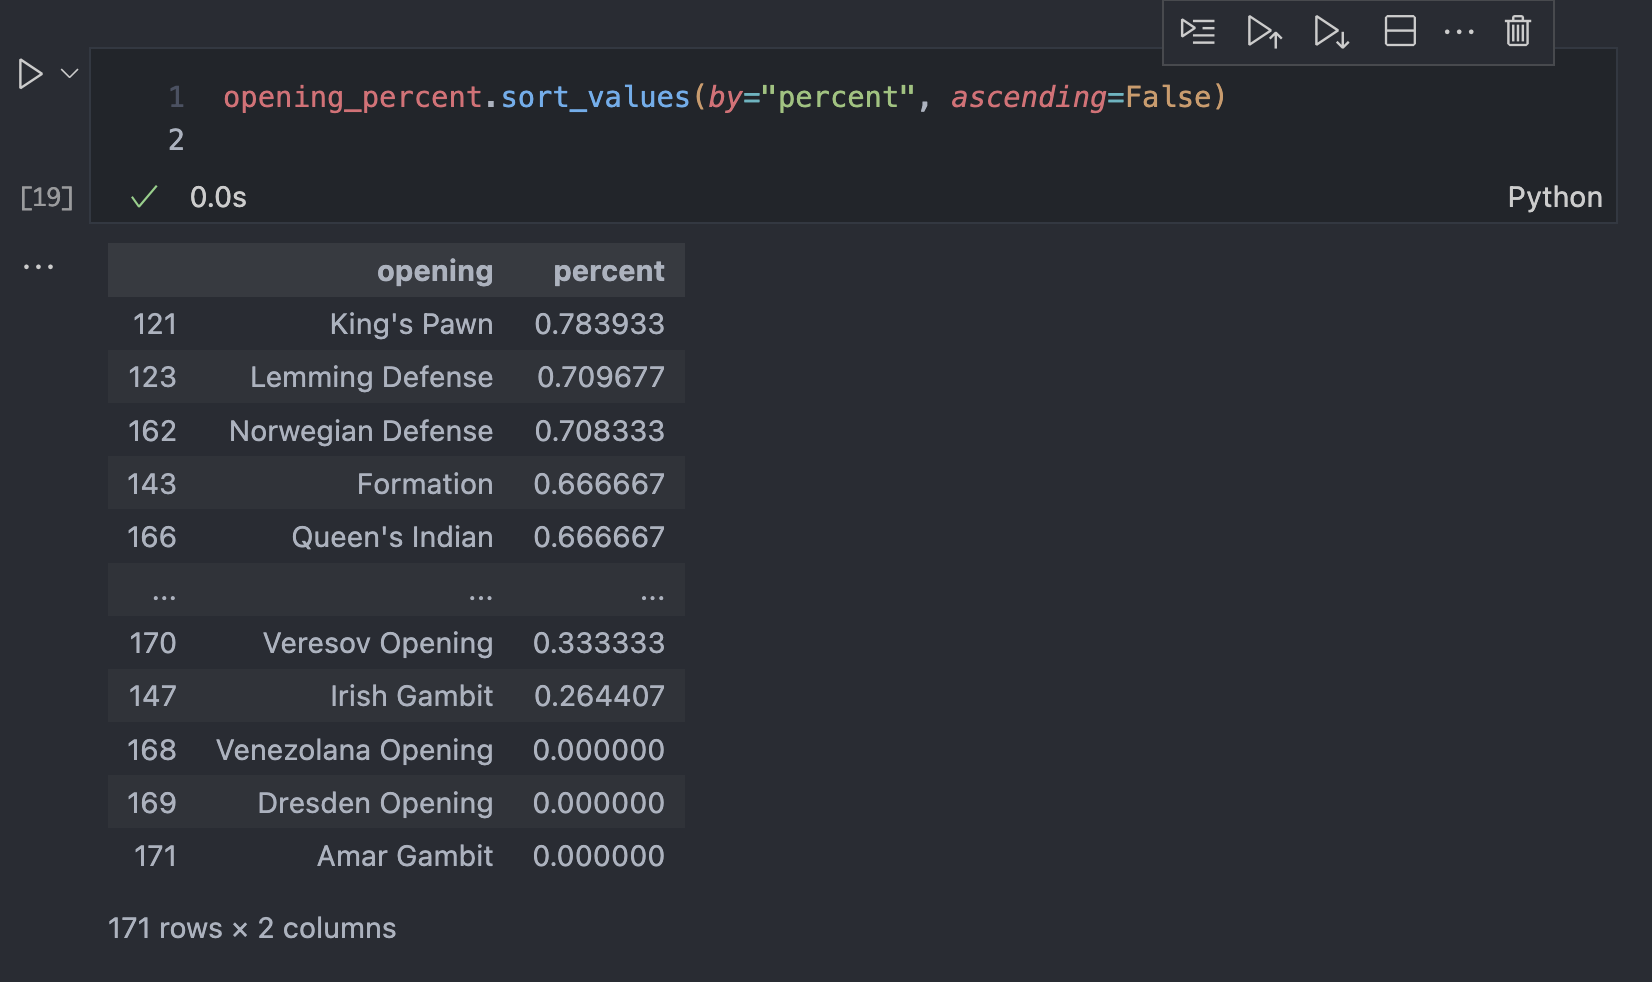 1 opening_percent.sort_values(by="percent", ascending=False)
2
[19] 0.0s Python
...
opening percent
121 King's Pawn 0.783933
123 Lemming Defense 0.709677
162 Norwegian Defense 0.708333
143 Formation 0.666667
166 Queen's Indian 0.666667
... ... ...
170 Veresov Opening 0.333333
147 Irish Gambit 0.264407
168 Venezolana Opening 0.000000
169 Dresden Opening 0.000000
171 Amar Gambit 0.000000
171 rows × 2 columns